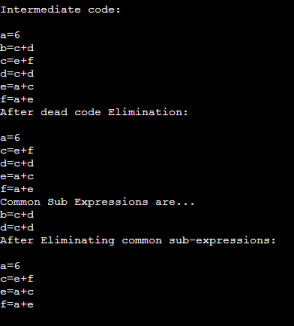 Intermediate code:
a=6
b=c+d
c=e+f
d=c+d
e=a+c
f=a+e
After dead code Elimination:
a=6
c=e+f
d=c+d
e=a+c
f=a+e
Common Sub Expressions are...
b=c+d
d=c+d
After Eliminating common sub-expressions:
a=6
c=e+f
e=a+c
f=a+e